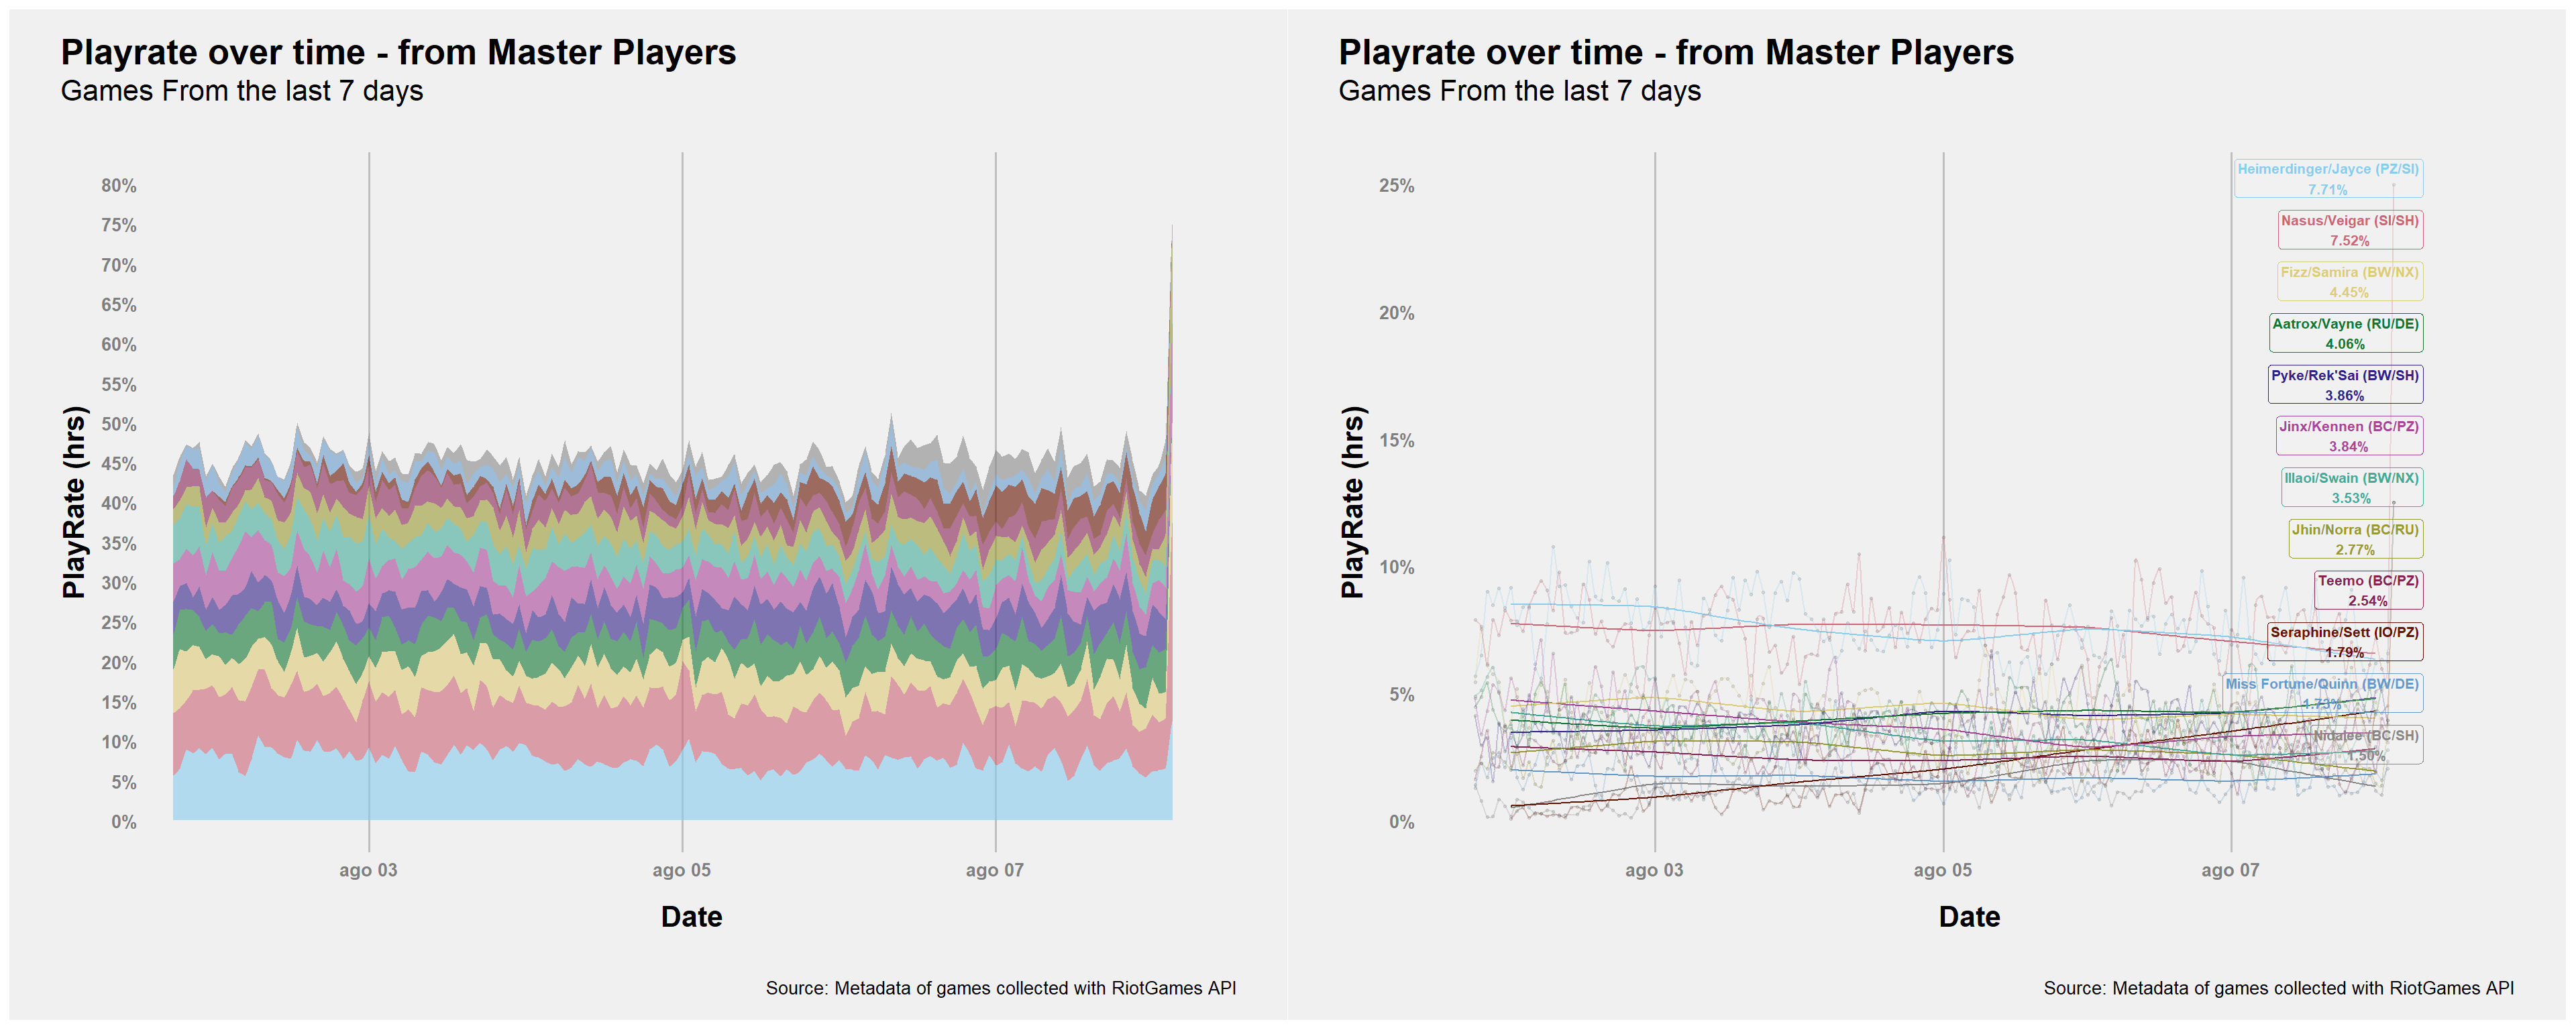 Playrate over time - from Master Players
Games From the last 7 days
80%
75%
70%
65%
60%
55%
50%
45%
40%
35%
30%
25%
20%
15%
10%
5%
0%
PlayRate (hrs)
ago 03
ago 05
ago 07
Date
Source: Metadata of games collected with RiotGames API
Playrate over time - from Master Players
Games From the last 7 days
25%
20%
15%
10%
5%
0%
PlayRate (hrs)
Heimerdinger/Jayce (PZ/SI)
7.71%
Nasus/Veigar (SI/SH)
7.52%
Fizz/Samira (BW/NX)
4.45%
Aatrox/Vayne (RU/DE)
4.06%
Pyke/Rek'Sai (BW/SH)
3.86%
Jinx/Kennen (BC/PZ)
3.84%
Illaoi/Swain (BW/NX)
3.53%
Jhin/Norra (BC/RU)
2.77%
Teemo (BC/PZ)
2.54%
Seraphine/Sett (IO/PZ)
1.79%
Miss Fortune/Quinn (BW/DE)
1.73%
Nidalee (BC/SH)
1.50%
ago 03
ago 05
ago 07
Date
Source: Metadata of games collected with RiotGames API